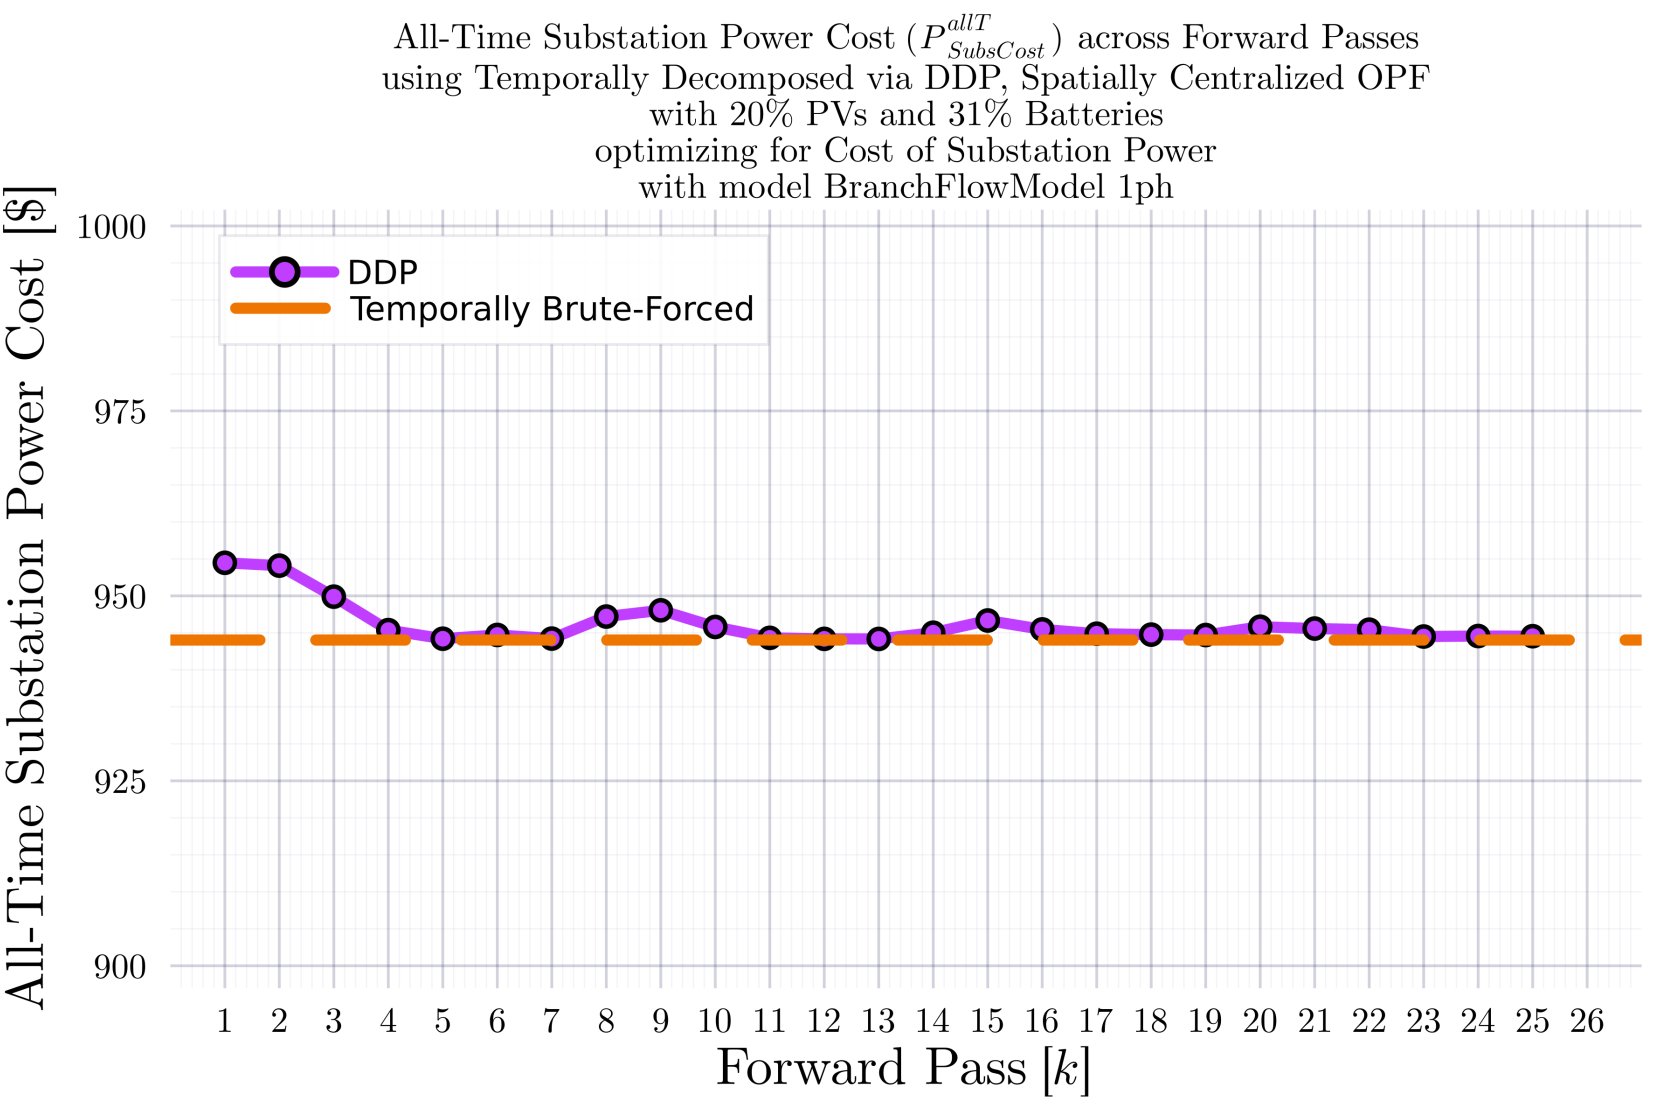 All-Time Substation Power Cost (P^{allT}_{SubsCost}) across Forward Passes
using Temporally Decomposed via DDP, Spatially Centralized OPF
with 20% PVs and 31% Batteries
optimizing for Cost of Substation Power
with model BranchFlowModel 1ph
All-Time Substation Power Cost [$]
1000
975
950
925
900
DDP
Temporally Brute-Forced
1 2 3 4 5 6 7 8 9 10 11 12 13 14 15 16 17 18 19 20 21 22 23 24 25 26
Forward Pass [k]